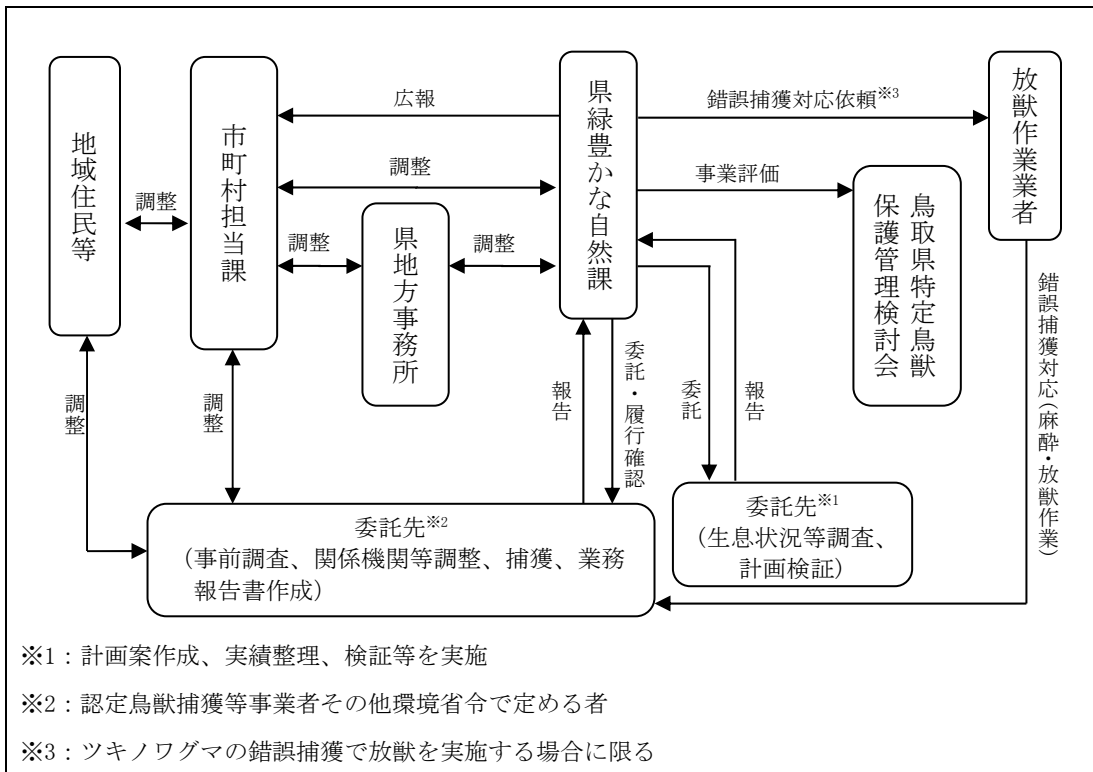 地域住民等
調整
市町村担当課
広報
調整
調整
県地方事務所
調整
県緑豊かな自然課
錯誤捕獲対応依頼※3
事業評価
放獣作業業者
鳥取県特定鳥獣
保護管理検討会
調整
調整
報告
委託・履行確認
委託
報告
錯誤捕獲対応(麻酔・放獣作業)
委託先※2
(事前調査、関係機関等調整、捕獲、業務
報告書作成)
委託先※1
(生息状況等調査、
計画検証)
※1：計画案作成、実績整理、検証等を実施
※2：認定鳥獣捕獲等事業者その他環境省令で定める者
※3：ツキノワグマの錯誤捕獲で放獣を実施する場合に限る